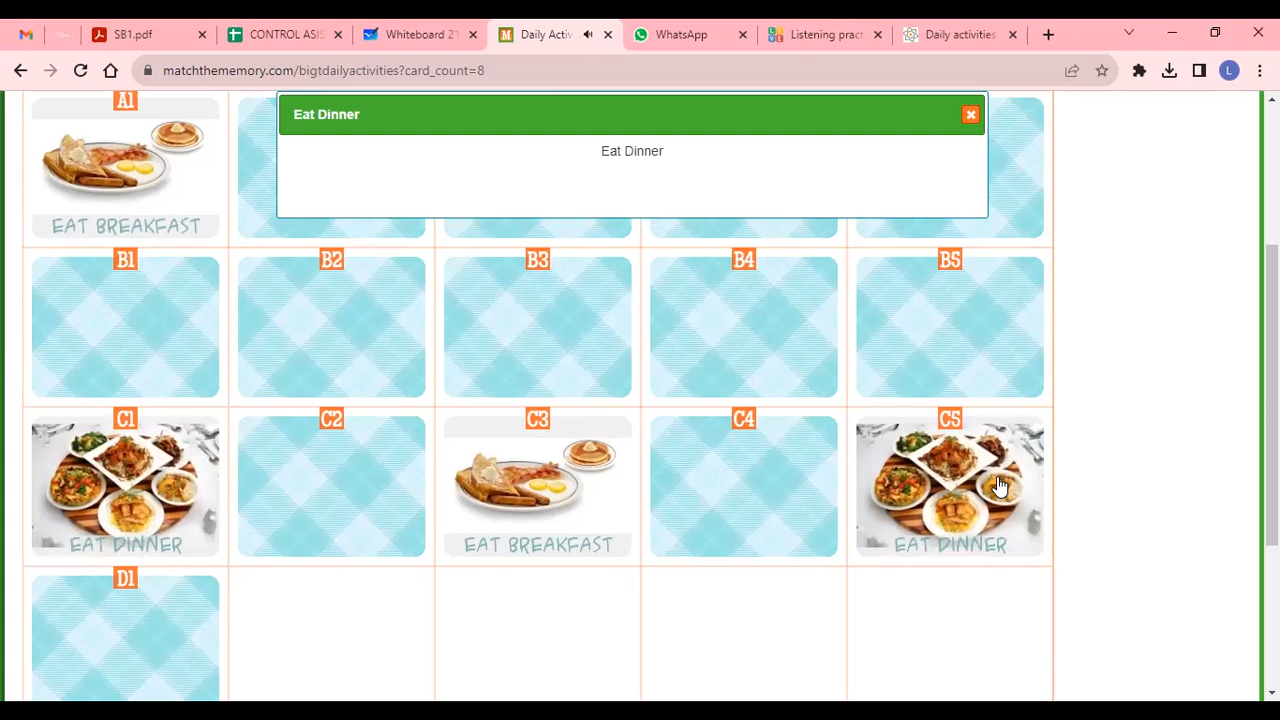 SB1.pdf
CONTROL ASIS
Whiteboard 21
Daily Activ
WhatsApp
Listening pract
Daily activities
matchthememory.com/bigtdailyactivities?card_count=8
L
Eat Dinner
Eat Dinner
A1
EAT BREAKFAST
B1
B2
B3
B4
B5
C1
C2
C3
C4
C5
EAT DINNER
EAT BREAKFAST
EAT DINNER
D1